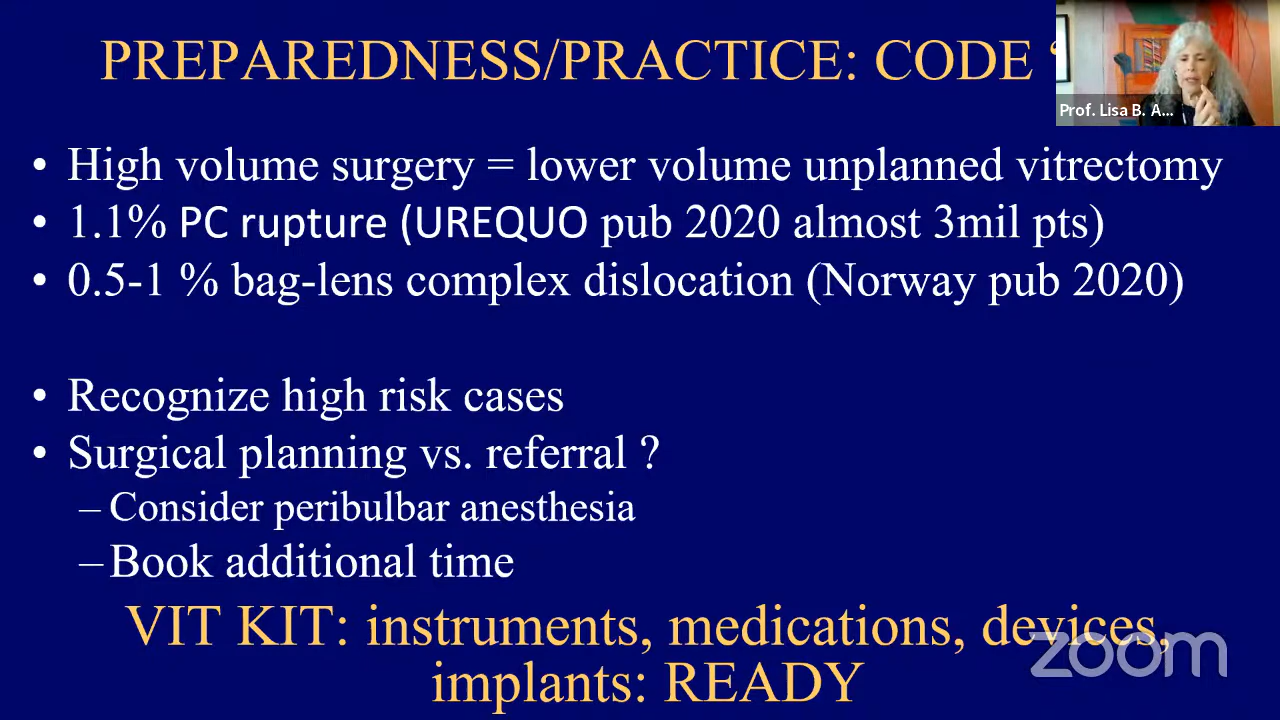 PREPAREDNESS/PRACTICE: CODE
Prof. Lisa B. A...
• High volume surgery = lower volume unplanned vitrectomy
• 1.1% PC rupture (UREQUO pub 2020 almost 3mil pts)
• 0.5-1 % bag-lens complex dislocation (Norway pub 2020)
• Recognize high risk cases
• Surgical planning vs. referral ?
– Consider peribulbar anesthesia
– Book additional time
VIT KIT: instruments, medications, devices,
implants: READY
zoom